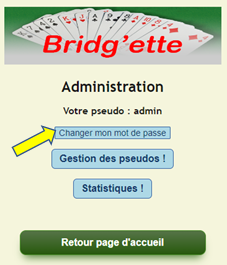 Bridg'ette
Administration
Votre pseudo : admin
Changer mon mot de passe
Gestion des pseudos !
Statistiques !
Retour page d'accueil